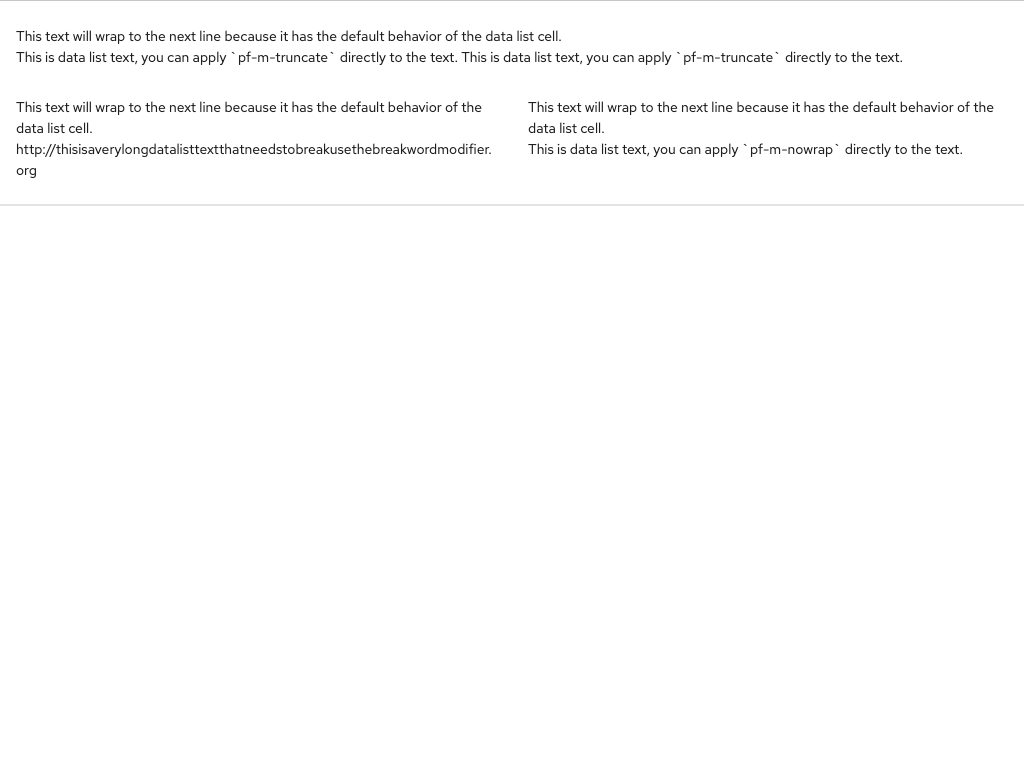 This text will wrap to the next line because it has the default behavior of the data list cell.
This is data list text, you can apply `pf-m-truncate` directly to the text. This is data list text, you can apply `pf-m-truncate` directly to the text.
This text will wrap to the next line because it has the default behavior of the
data list cell.
http://thisisaverylongdatalisttextthatneedstobreakusethebreakwordmodifier.
org
This text will wrap to the next line because it has the default behavior of the
data list cell.
This is data list text, you can apply `pf-m-nowrap` directly to the text.